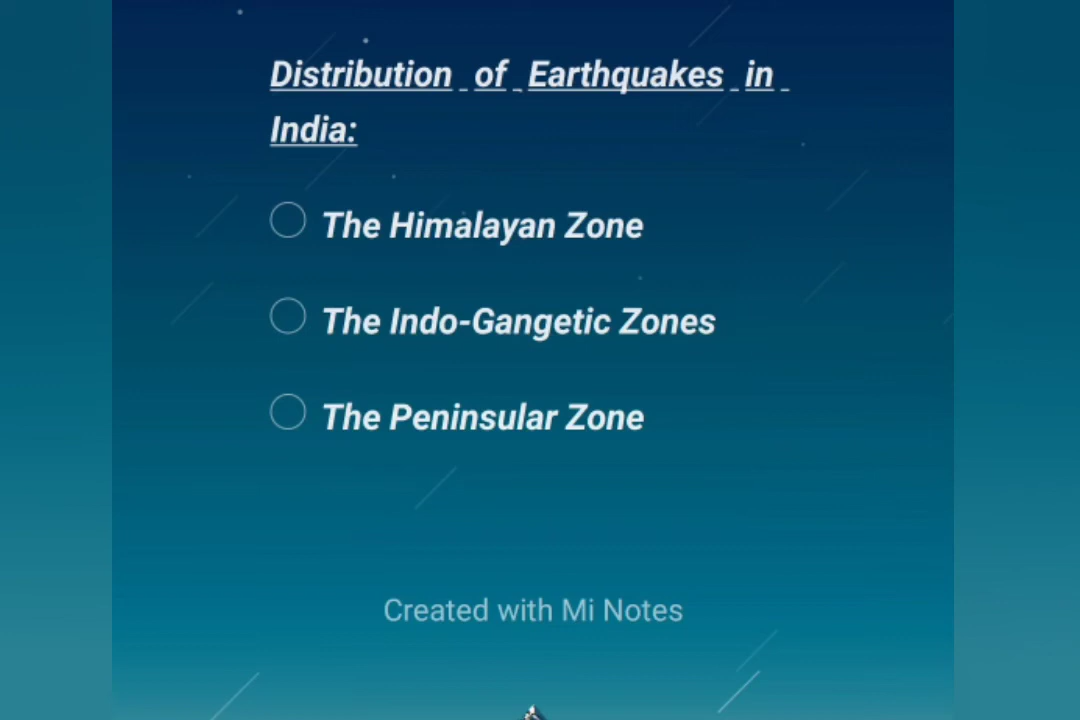 Distribution of Earthquakes in
India:
The Himalayan Zone
The Indo-Gangetic Zones
The Peninsular Zone
Created with Mi Notes